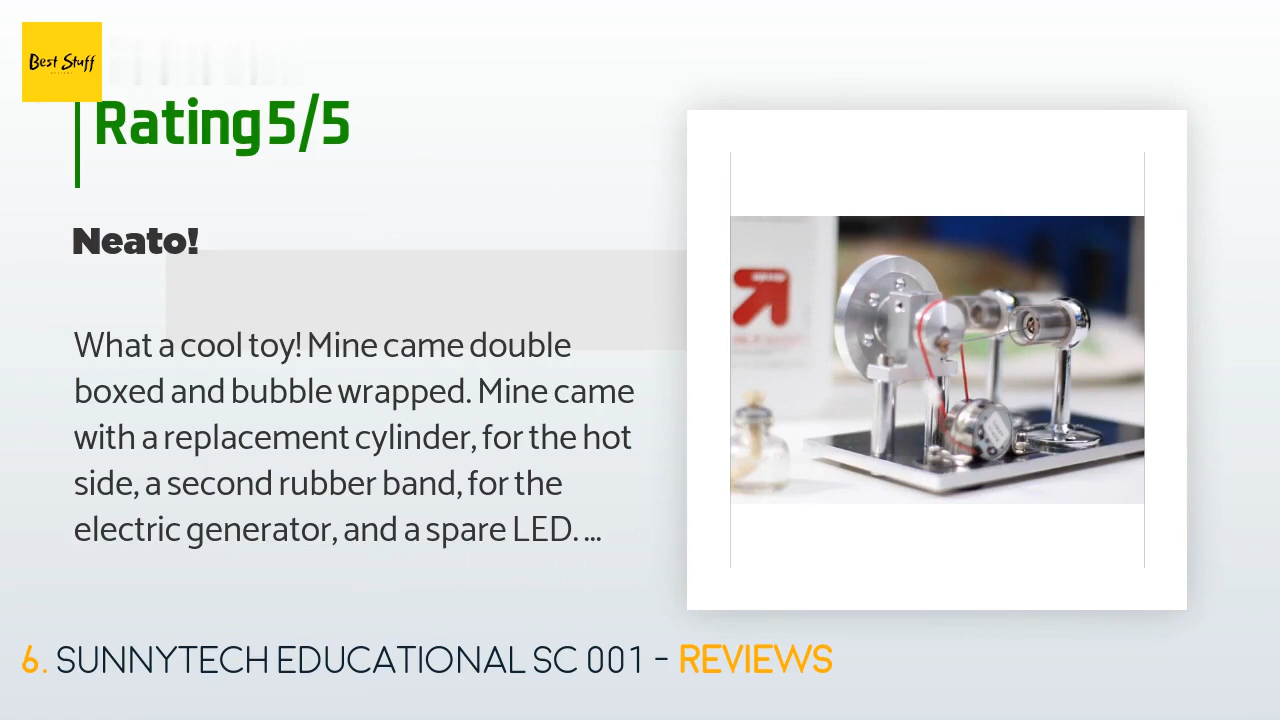 Best Stuff
Rating 5/5
Neato!
What a cool toy! Mine came double
boxed and bubble wrapped. Mine came
with a replacement cylinder, for the hot
side, a second rubber band, for the
electric generator, and a spare LED. ...
6. SUNNYTECH EDUCATIONAL SC 001 - REVIEWS